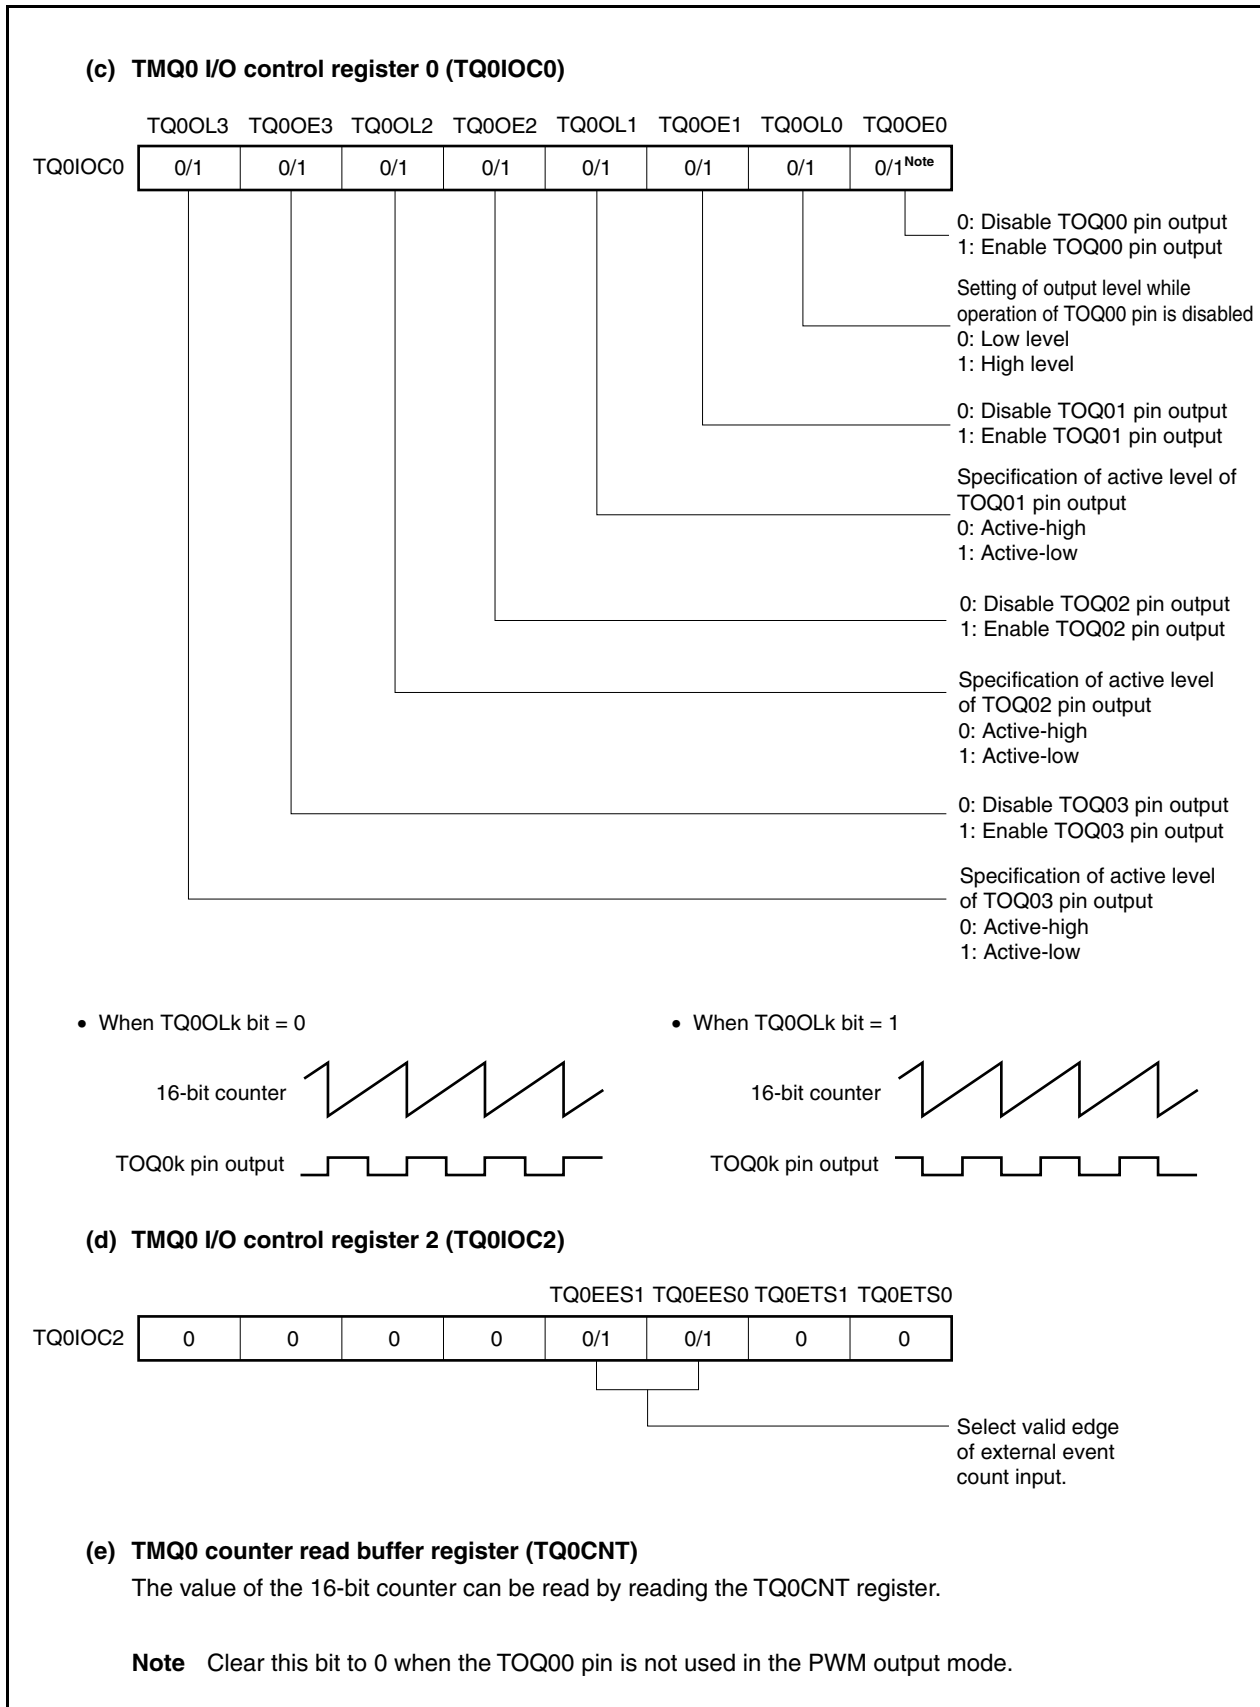 (c) TMQ0 I/O control register 0 (TQ0IOC0)
TQ0OL3 TQ0OE3 TQ0OL2 TQ0OE2 TQ0OL1 TQ0OE1 TQ0OL0 TQ0OE0
TQ0IOC0 0/1 0/1 0/1 0/1 0/1 0/1 0/1 0/1Note
0: Disable TOQ00 pin output
1: Enable TOQ00 pin output
Setting of output level while
operation of TOQ00 pin is disabled
0: Low level
1: High level
0: Disable TOQ01 pin output
1: Enable TOQ01 pin output
Specification of active level of
TOQ01 pin output
0: Active-high
1: Active-low
0: Disable TOQ02 pin output
1: Enable TOQ02 pin output
Specification of active level
of TOQ02 pin output
0: Active-high
1: Active-low
0: Disable TOQ03 pin output
1: Enable TOQ03 pin output
Specification of active level
of TOQ03 pin output
0: Active-high
1: Active-low
• When TQ0OLk bit = 0
16-bit counter
TOQ0k pin output
• When TQ0OLk bit = 1
16-bit counter
TOQ0k pin output
(d) TMQ0 I/O control register 2 (TQ0IOC2)
TQ0EES1 TQ0EES0 TQ0ETS1 TQ0ETS0
TQ0IOC2 0 0 0 0 0/1 0/1 0 0
Select valid edge
of external event
count input.
(e) TMQ0 counter read buffer register (TQ0CNT)
The value of the 16-bit counter can be read by reading the TQ0CNT register.
Note Clear this bit to 0 when the TOQ00 pin is not used in the PWM output mode.